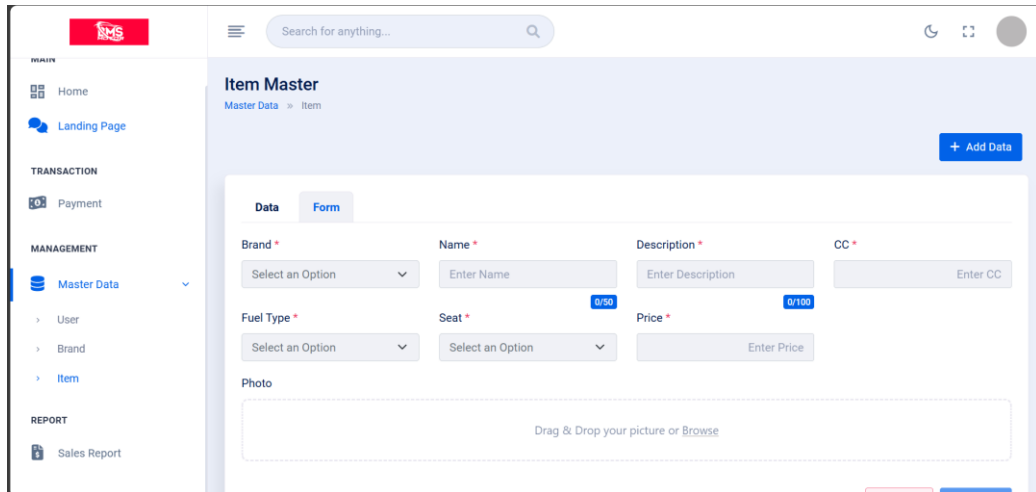 SMS
Search for anything...
MAIN
Home
Landing Page
TRANSACTION
Payment
MANAGEMENT
Master Data
User
Brand
Item
REPORT
Sales Report
Item Master
Master Data » Item
+ Add Data
Data Form
Brand * Name * Description * CC *
Select an Option Enter Name Enter Description Enter CC
0/50 0/100
Fuel Type * Seat * Price *
Select an Option Select an Option Enter Price
Photo
Drag & Drop your picture or Browse